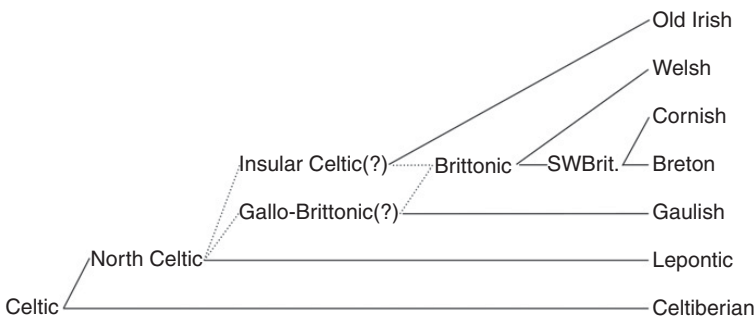 Old Irish
Welsh
Cornish
Insular Celtic(?) Brittonic SWBrit. Breton
Gallo-Brittonic(?) Gaulish
North Celtic Lepontic
Celtic Celtiberian